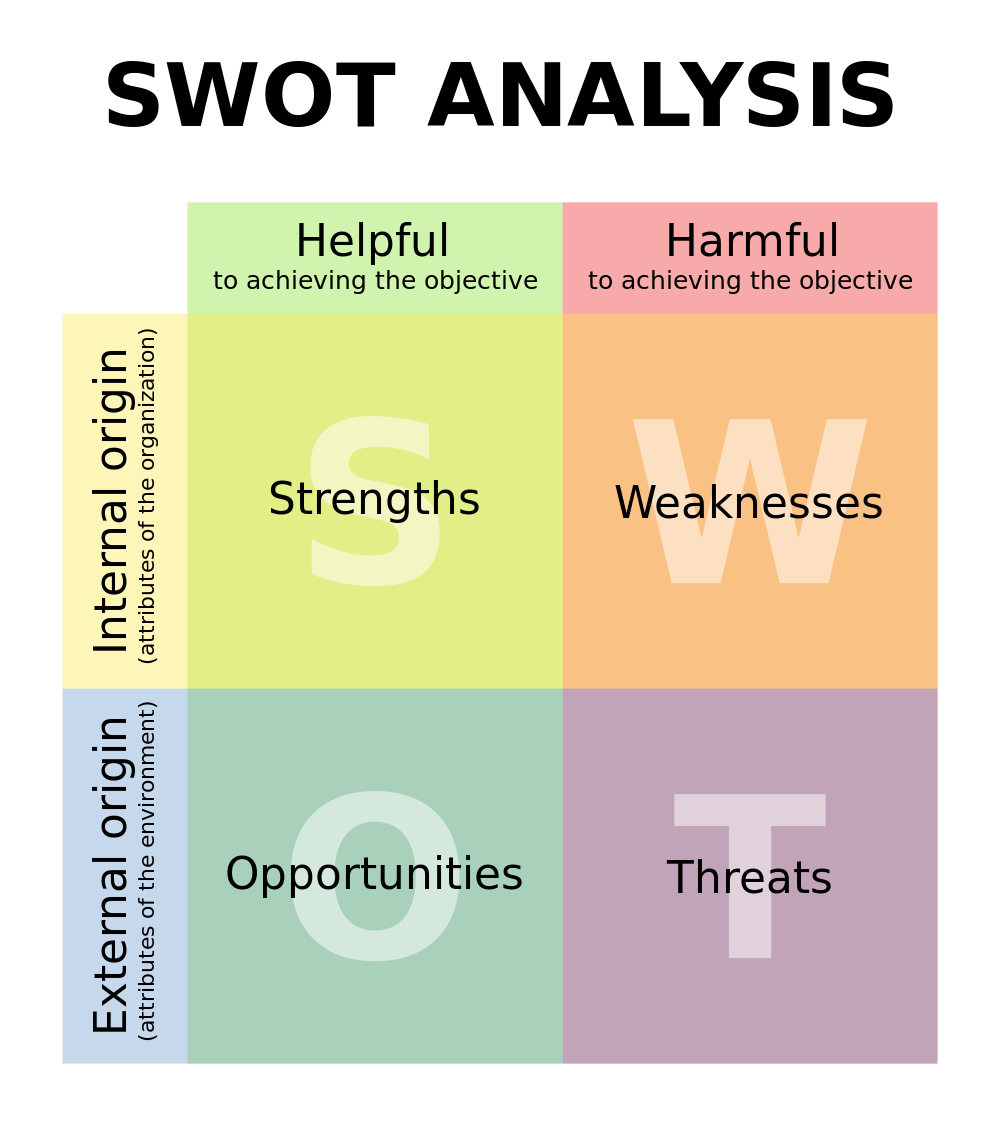 SWOT ANALYSIS
Helpful
to achieving the objective
Harmful
to achieving the objective
Internal origin
(attributes of the organization)
S
Strengths
W
Weaknesses
External origin
(attributes of the environment)
O
Opportunities
T
Threats